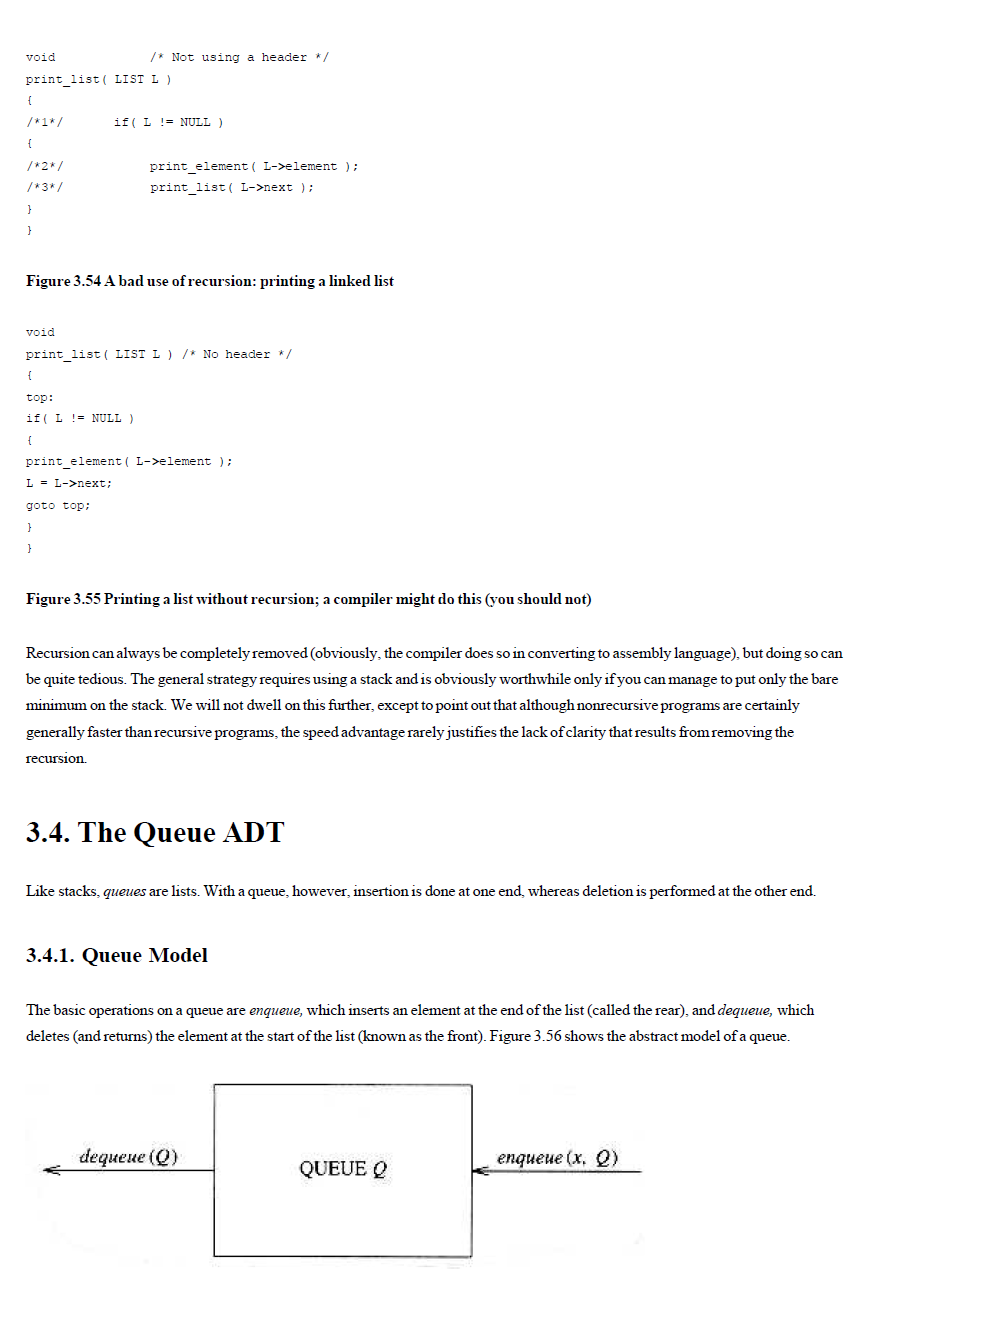 void             /* Not using a header */
print_list( LIST L )
{
/*1*/       if( L != NULL )
{
/*2*/            print_element( L->element );
/*3*/            print_list( L->next );
}
}
Figure 3.54 A bad use of recursion: printing a linked list
void
print_list( LIST L ) /* No header */
{
top:
if( L != NULL )
{
print_element( L->element );
L = L->next;
goto top;
}
}
Figure 3.55 Printing a list without recursion; a compiler might do this (you should not)
Recursion can always be completely removed (obviously, the compiler does so in converting to assembly language), but doing so can
be quite tedious. The general strategy requires using a stack and is obviously worthwhile only if you can manage to put only the bare
minimum on the stack. We will not dwell on this further, except to point out that although nonrecursive programs are certainly
generally faster than recursive programs, the speed advantage rarely justifies the lack of clarity that results from removing the
recursion.
3.4. The Queue ADT
Like stacks, queues are lists. With a queue, however, insertion is done at one end, whereas deletion is performed at the other end.
3.4.1. Queue Model
The basic operations on a queue are enqueue, which inserts an element at the end of the list (called the rear), and dequeue, which
deletes (and returns) the element at the start of the list (known as the front). Figure 3.56 shows the abstract model of a queue.
dequeue (Q)
QUEUE Q
enqueue (x, Q)